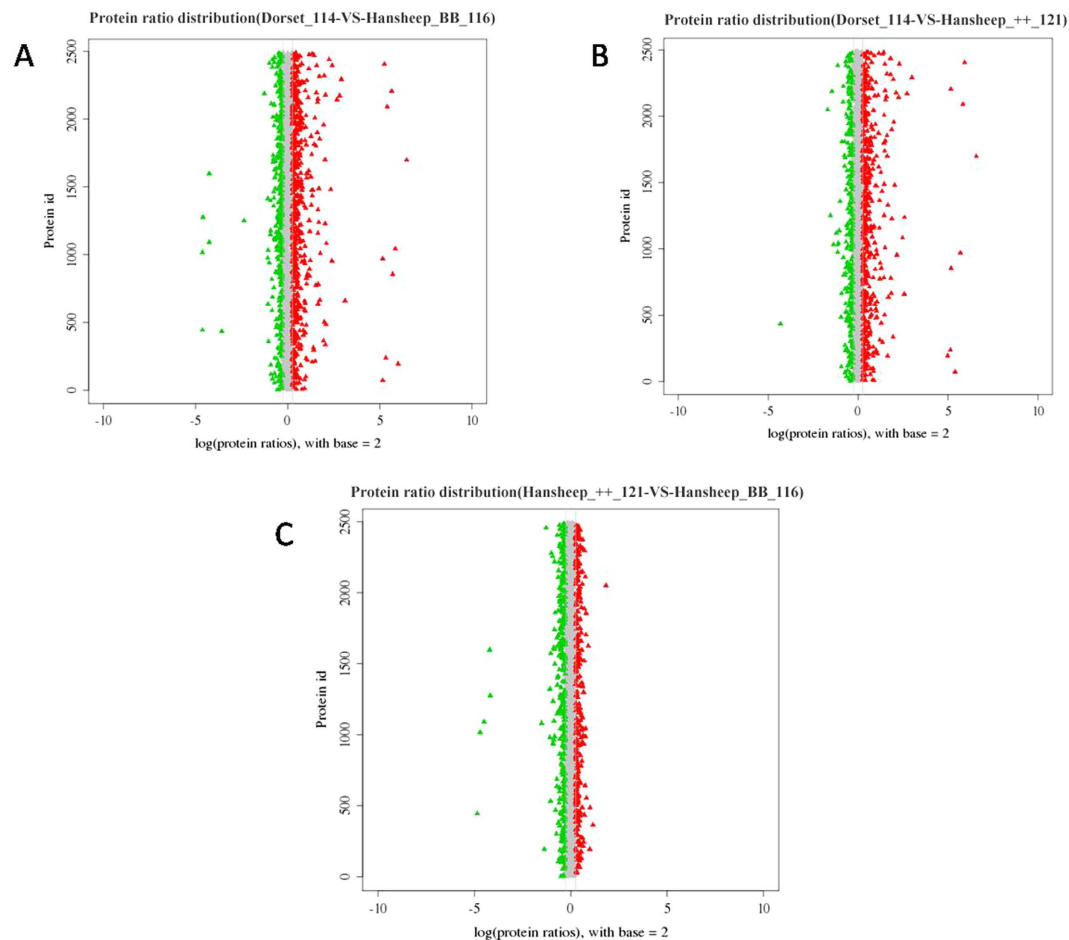 Protein ratio distribution(Dorset_114-VS-Hansheep_BB_116)
A
2500
2000
1500
1000
500
0
Protein id
-10 -5 0 5 10
log(protein ratios), with base = 2
Protein ratio distribution(Dorset_114-VS-Hansheep_++_121)
B
2500
2000
1500
1000
500
0
Protein id
-10 -5 0 5 10
log(protein ratios), with base = 2
Protein ratio distribution(Hansheep_++_121-VS-Hansheep_BB_116)
C
2500
2000
1500
1000
500
0
Protein id
-10 -5 0 5 10
log(protein ratios), with base = 2